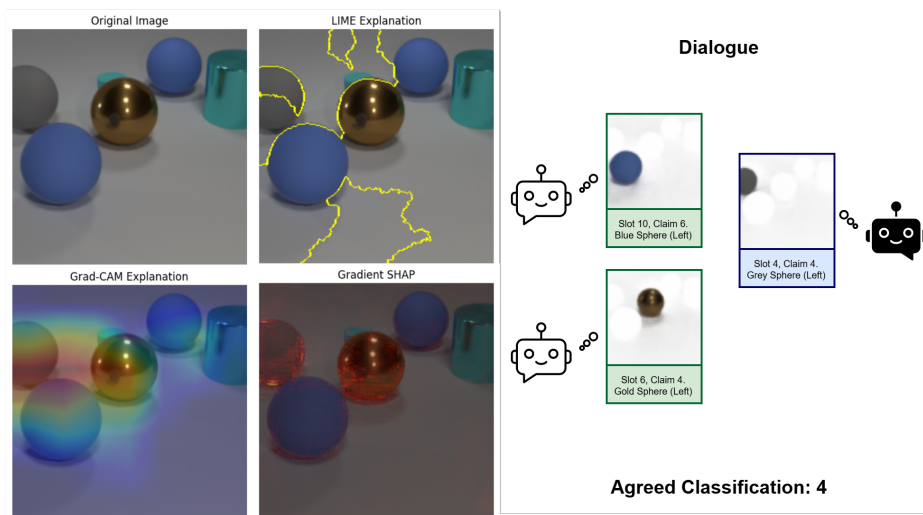 Original Image
LIME Explanation
Grad-CAM Explanation
Gradient SHAP
Dialogue
Slot 10, Claim 6.
Blue Sphere (Left)
Slot 4, Claim 4.
Grey Sphere (Left)
Slot 6, Claim 4.
Gold Sphere (Left)
Agreed Classification: 4